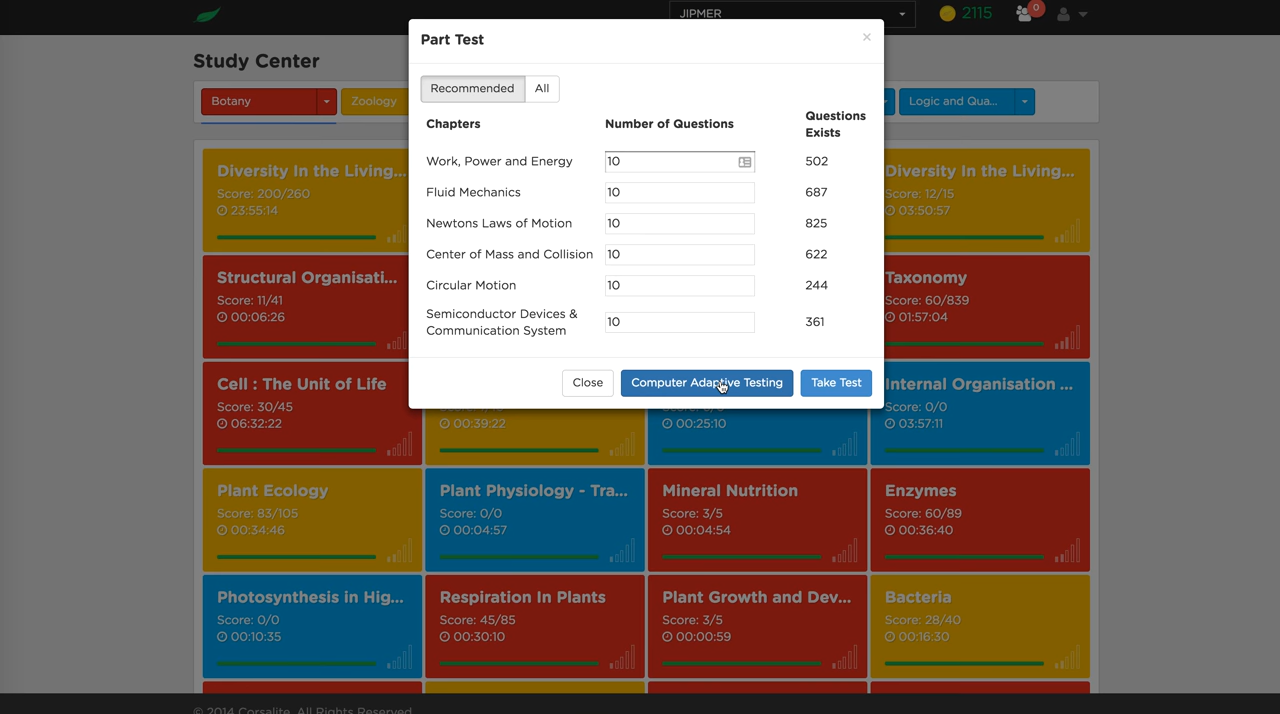 JIPMER
2115
0
Part Test
×
Study Center
Recommended
All
Botany
Zoology
Logic and Qua...
Chapters
Number of Questions
Questions
Exists
Work, Power and Energy
10
502
Fluid Mechanics
10
687
Newtons Laws of Motion
10
825
Center of Mass and Collision
10
622
Circular Motion
10
244
Semiconductor Devices &
Communication System
10
361
Close
Computer Adaptive Testing
Take Test
Diversity In the Living...
Score: 200/260
23:55:14
Diversity In the Living...
Score: 12/15
03:50:57
Structural Organisati...
Score: 11/41
00:06:26
Taxonomy
Score: 60/839
01:57:04
Cell : The Unit of Life
Score: 30/45
06:32:22
00:39:22
00:25:10
Internal Organisation ...
Score: 0/0
03:57:11
Plant Ecology
Score: 83/105
00:34:46
Plant Physiology - Tra...
Score: 0/0
00:04:57
Mineral Nutrition
Score: 3/5
00:04:54
Enzymes
Score: 60/89
00:36:40
Photosynthesis in Hig...
Score: 0/0
00:10:35
Respiration In Plants
Score: 45/85
00:30:10
Plant Growth and Dev...
Score: 3/5
00:00:59
Bacteria
Score: 28/40
00:16:30
© 2014 Corsalite. All Rights Reserved